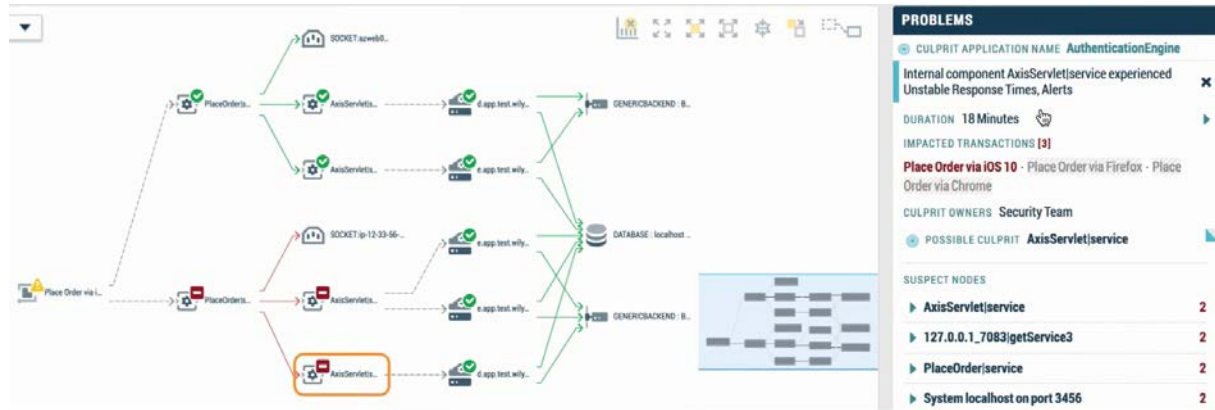 SOCKET:azweb0...
PlaceOrder|s...
AxisServlet|s...
d.app.test.wily...
GENERICBACKEND : B...
AxisServlet|s...
e.app.test.wily...
SOCKET:ip-12-33-56-...
e.app.test.wily...
DATABASE : localhost ...
Place Order via i...
PlaceOrder|s...
AxisServlet|s...
e.app.test.wily...
GENERICBACKEND : B...
AxisServlet|s...
d.app.test.wily...
PROBLEMS
CULPRIT APPLICATION NAME AuthenticationEngine
Internal component AxisServlet|service experienced
Unstable Response Times, Alerts
DURATION 18 Minutes
IMPACTED TRANSACTIONS [3]
Place Order via iOS 10 - Place Order via Firefox - Place
Order via Chrome
CULPRIT OWNERS Security Team
POSSIBLE CULPRIT AxisServlet|service
SUSPECT NODES
AxisServlet|service 2
127.0.0.1_7083|getService3 2
PlaceOrder|service 2
System localhost on port 3456 2